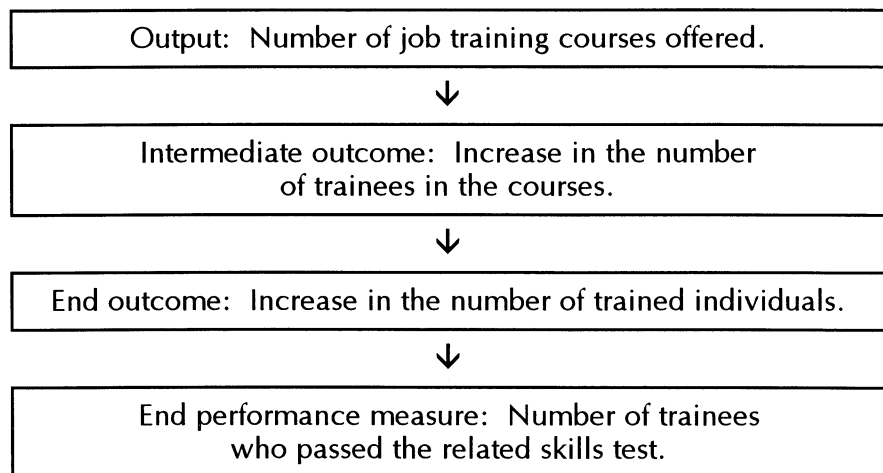 Output: Number of job training courses offered.
Intermediate outcome: Increase in the number
of trainees in the courses.
End outcome: Increase in the number of trained individuals.
End performance measure: Number of trainees
who passed the related skills test.